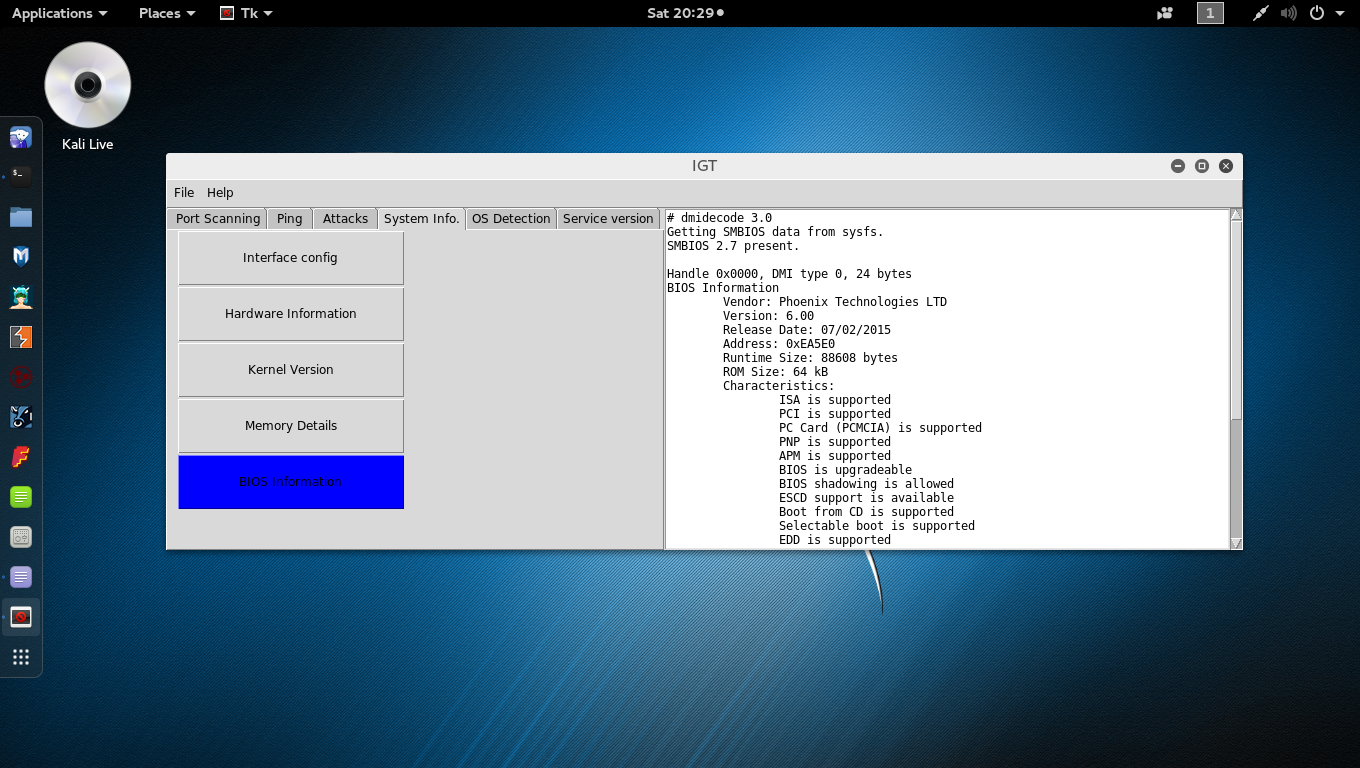 Applications Places Tk Sat 20:29 1
Kali Live
IGT
File Help
Port Scanning Ping Attacks System Info. OS Detection Service version
Interface config
Hardware Information
Kernel Version
Memory Details
BIOS Information
# dmidecode 3.0
Getting SMBIOS data from sysfs.
SMBIOS 2.7 present.
Handle 0x0000, DMI type 0, 24 bytes
BIOS Information
Vendor: Phoenix Technologies LTD
Version: 6.00
Release Date: 07/02/2015
Address: 0xEA5E0
Runtime Size: 88608 bytes
ROM Size: 64 kB
Characteristics:
ISA is supported
PCI is supported
PC Card (PCMCIA) is supported
PNP is supported
APM is supported
BIOS is upgradeable
BIOS shadowing is allowed
ESCD support is available
Boot from CD is supported
Selectable boot is supported
EDD is supported